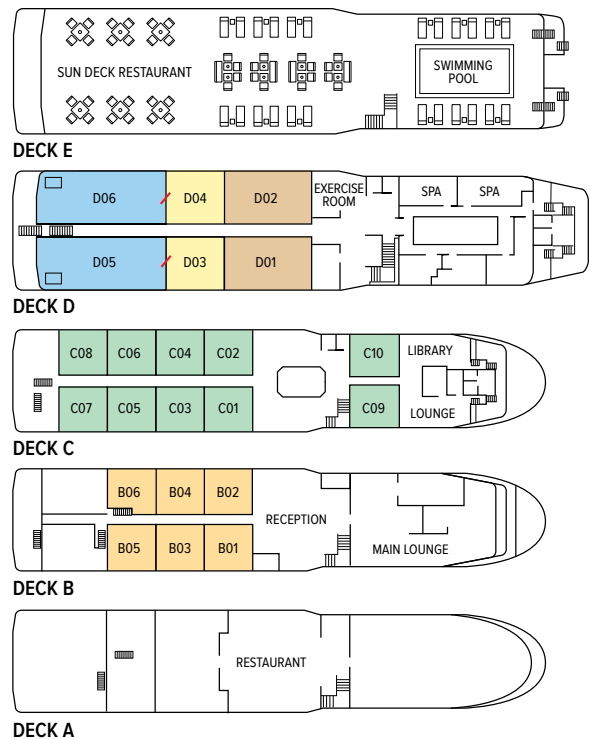 SUN DECK RESTAURANT
SWIMMING
POOL
DECK E
D06
D04
D02
EXERCISE
ROOM
SPA
SPA
D05
D03
D01
DECK D
C08
C06
C04
C02
C10
LIBRARY
C07
C05
C03
C01
C09
LOUNGE
DECK C
B06
B04
B02
RECEPTION
B05
B03
B01
MAIN LOUNGE
DECK B
RESTAURANT
DECK A